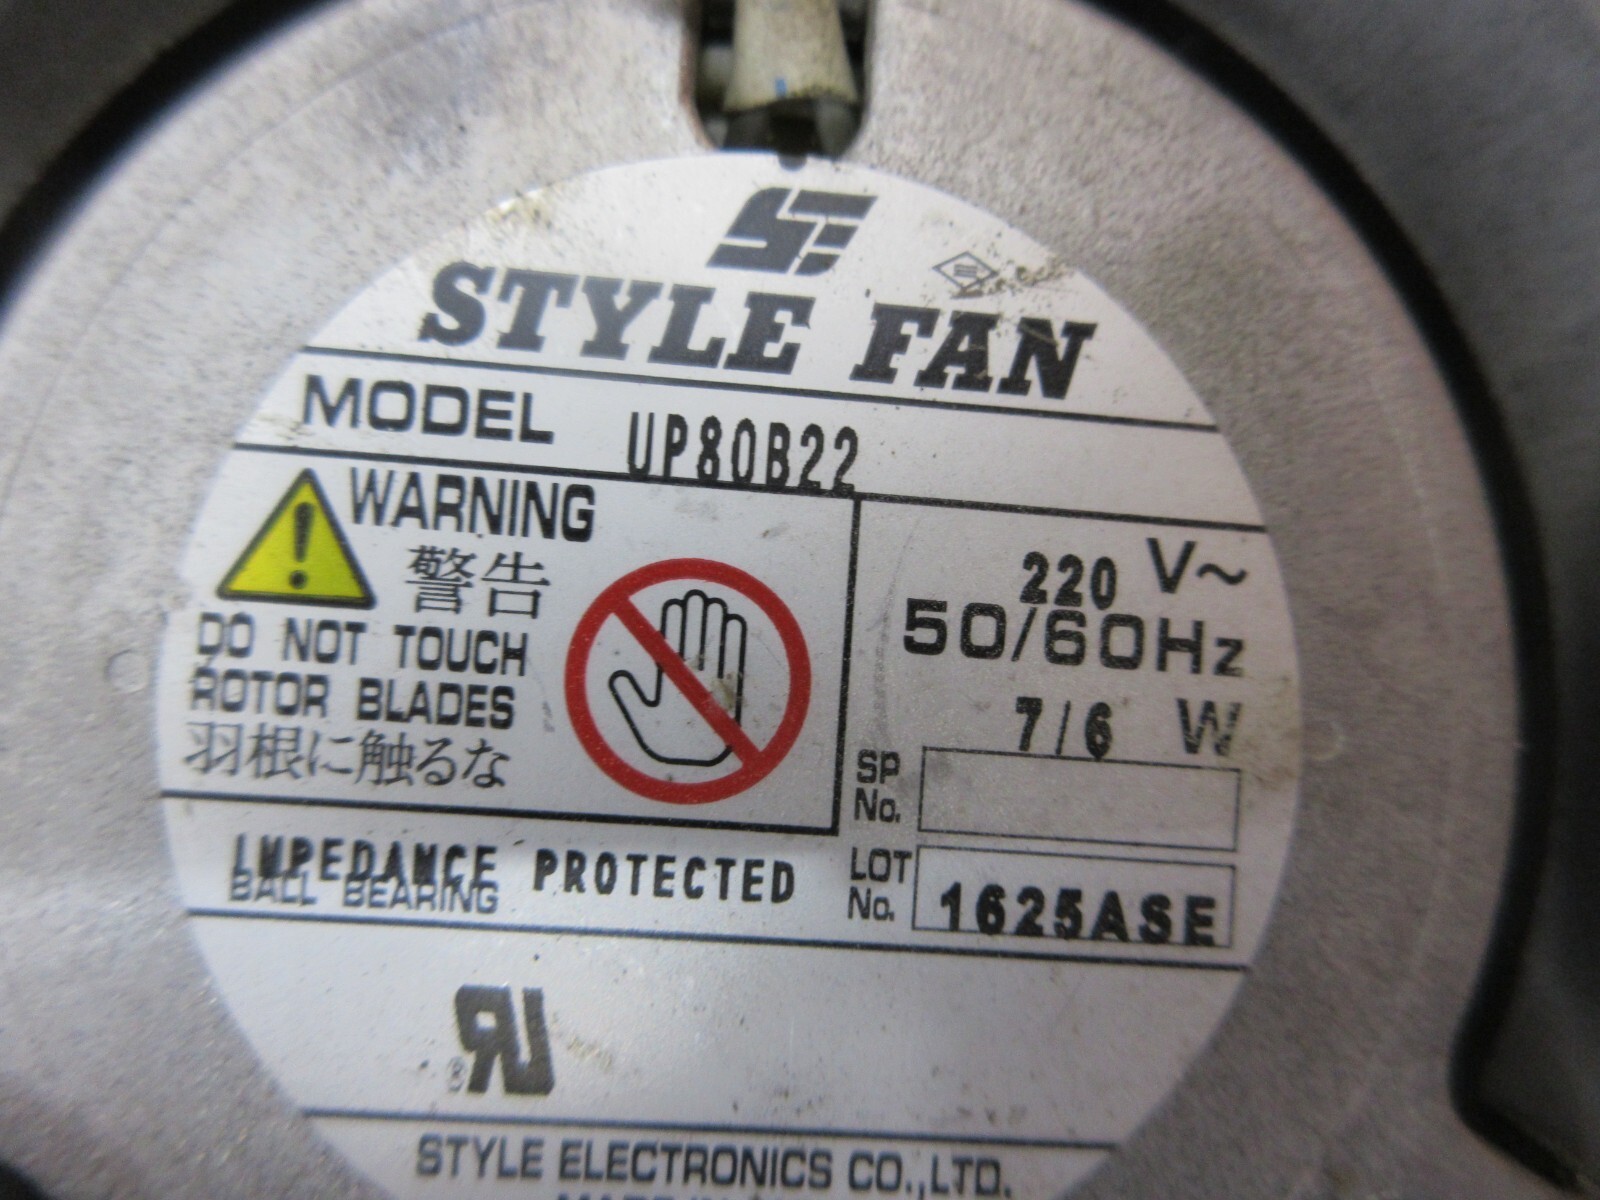 STYLE FAN
MODEL UP80B22
WARNING
警告
DO NOT TOUCH
ROTOR BLADES
羽根に触るな
220 V~
50/60Hz
7/6 W
SP
No.
LOT
No. 1625ASE
IMPEDANCE PROTECTED
BALL BEARING
STYLE ELECTRONICS CO.,LTD.